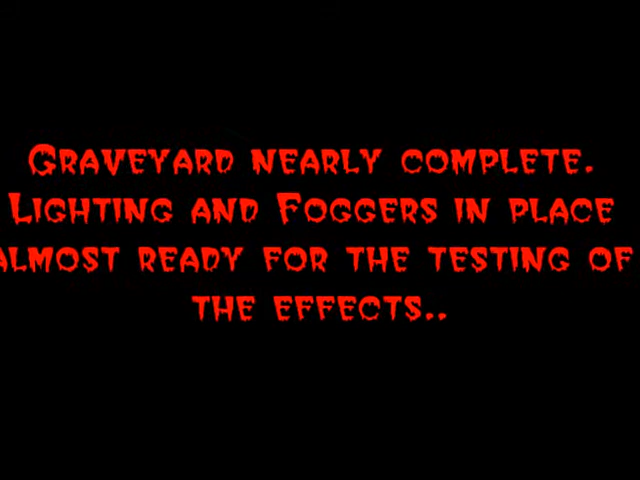 Graveyard nearly complete.
Lighting and Foggers in place
almost ready for the testing of
the effects..